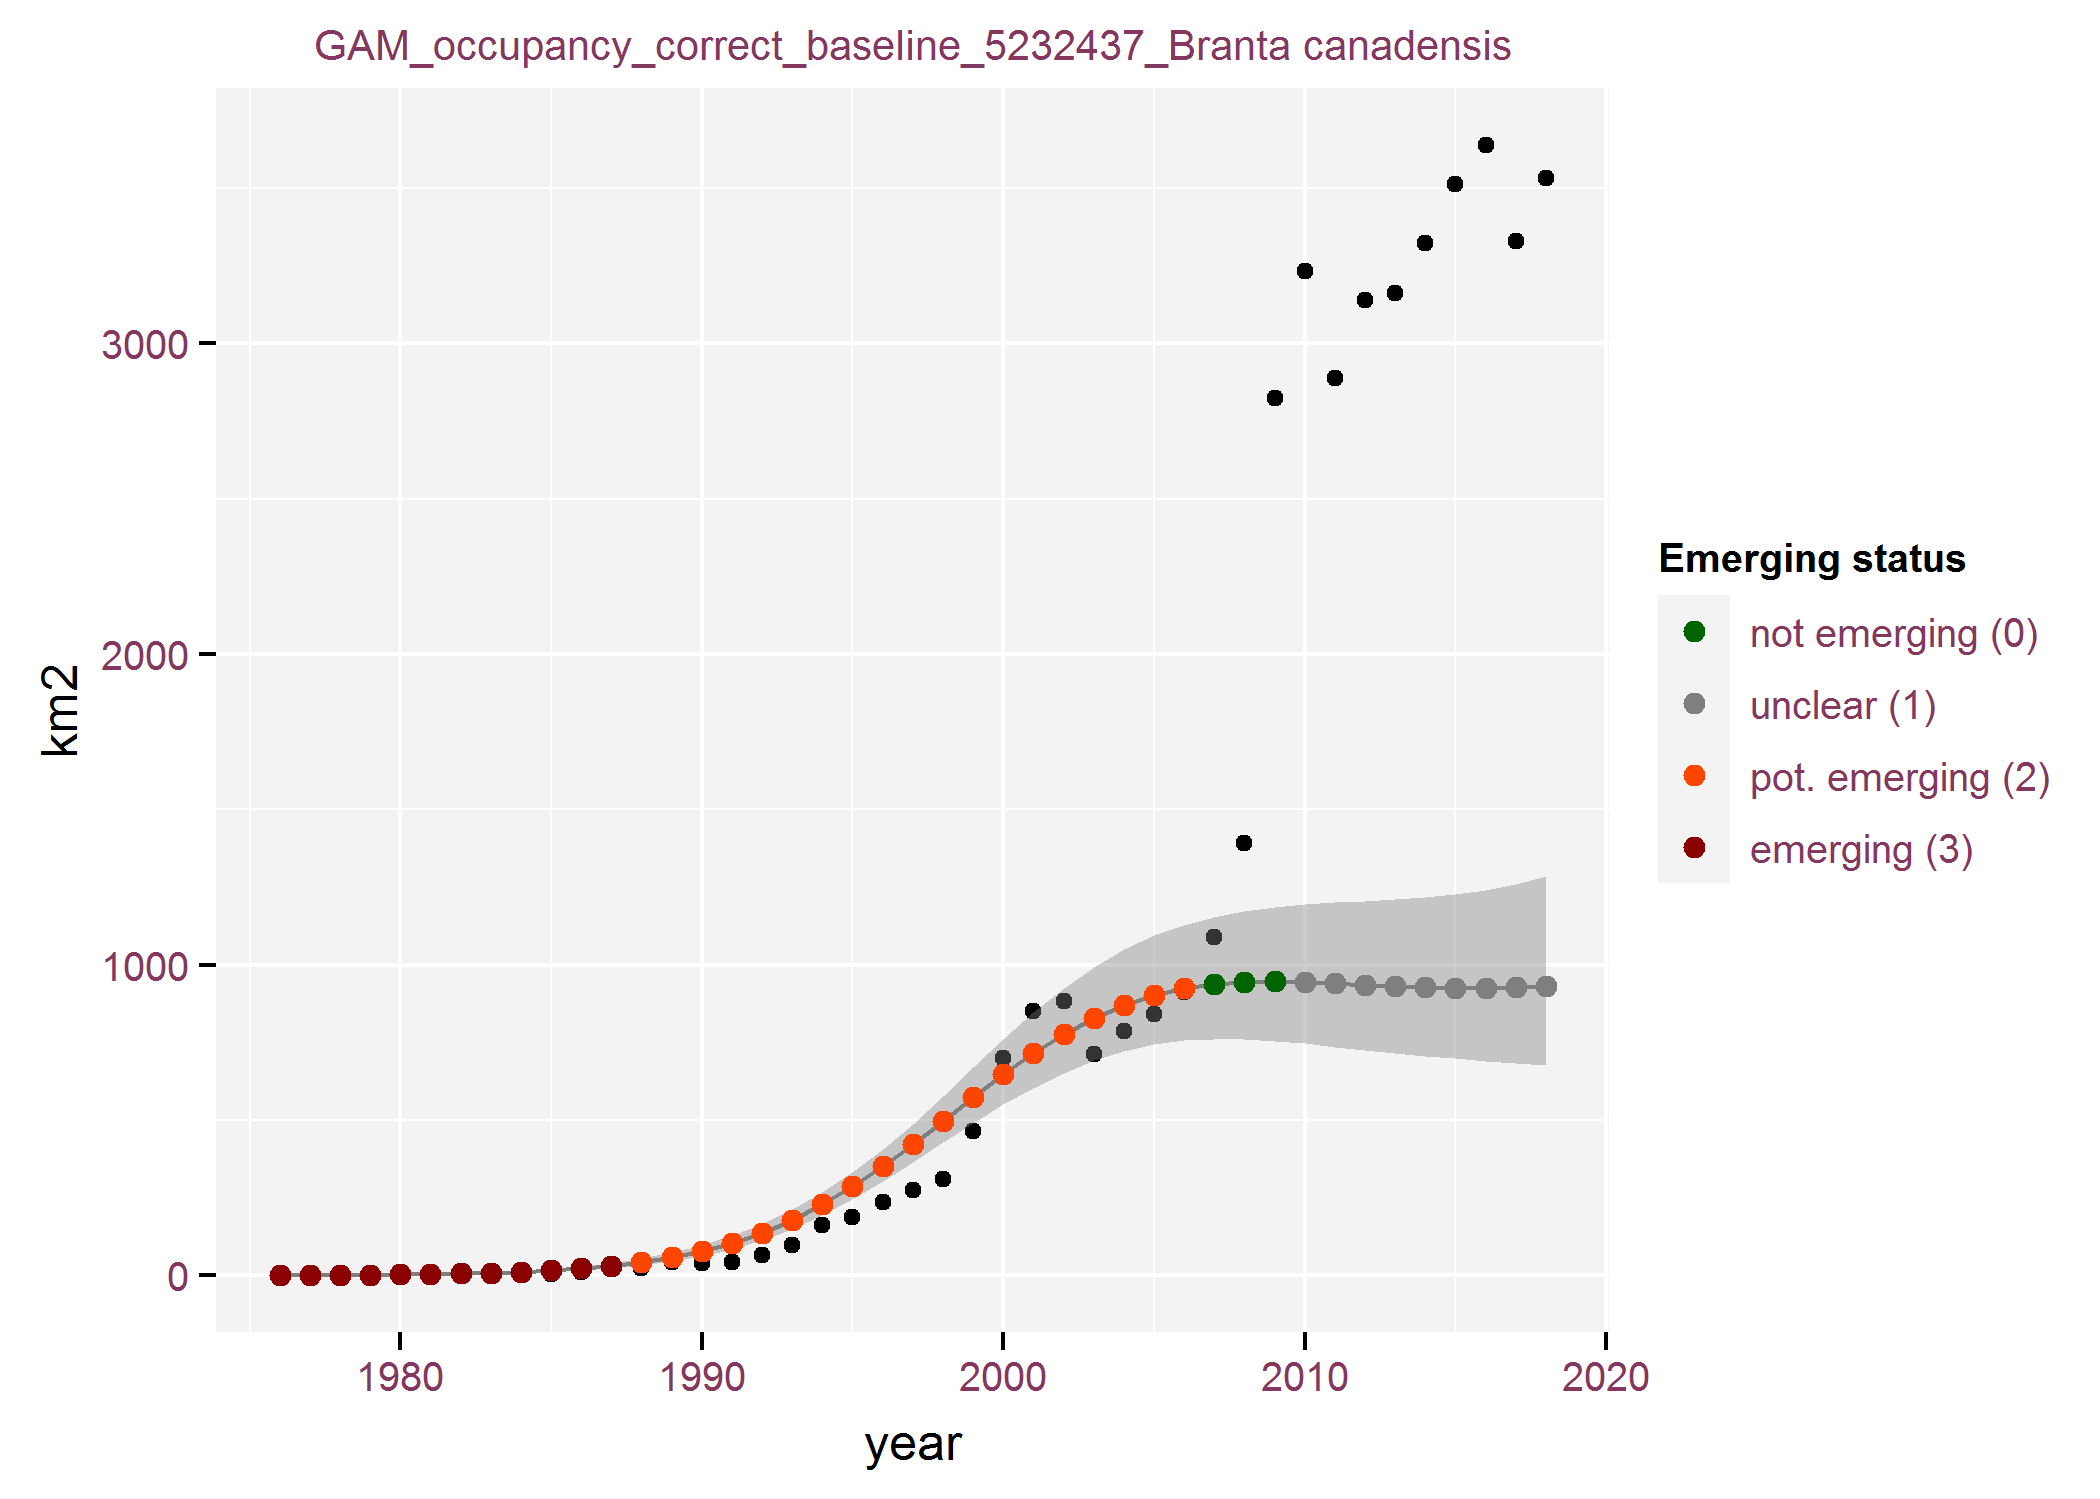 GAM_occupancy_correct_baseline_5232437_Branta canadensis
3000
2000
1000
0
km2
1980 1990 2000 2010 2020
year
Emerging status
not emerging (0)
unclear (1)
pot. emerging (2)
emerging (3)